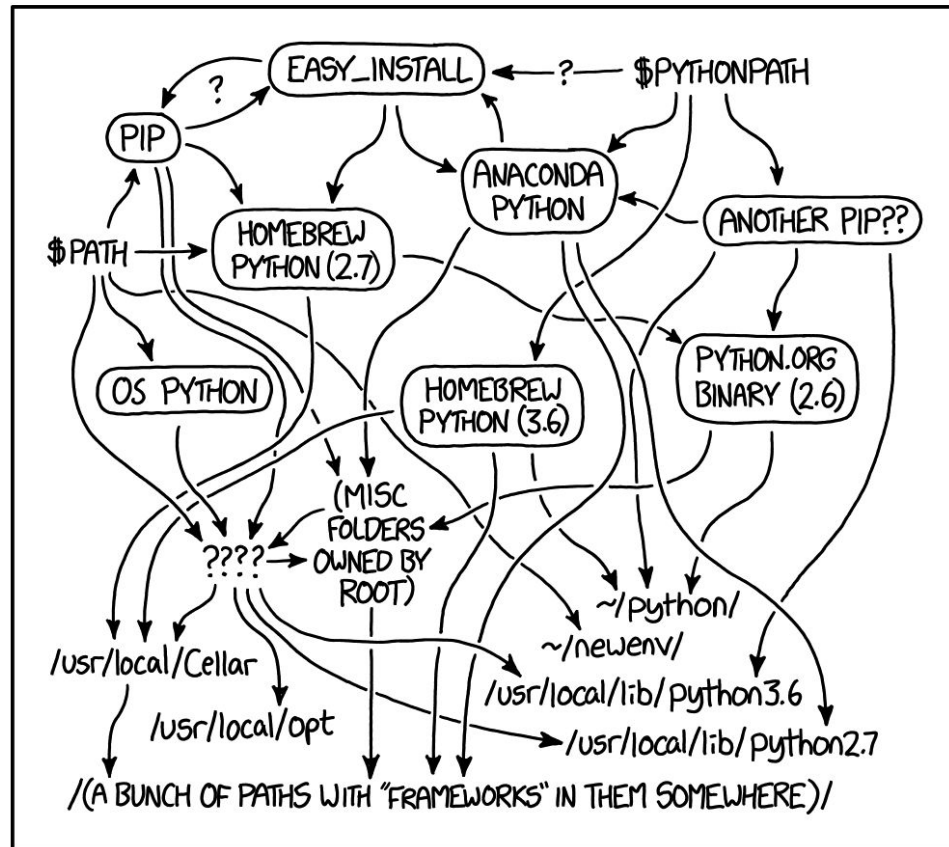 EASY_INSTALL
?
$PYTHONPATH
?
PIP
ANACONDA
PYTHON
ANOTHER PIP??
HOMEBREW
PYTHON (2.7)
$PATH
OS PYTHON
HOMEBREW
PYTHON (3.6)
PYTHON.ORG
BINARY (2.6)
(MISC
FOLDERS
OWNED BY
ROOT)
????
~/python/
~/newenv/
/usr/local/Cellar
/usr/local/lib/python3.6
/usr/local/opt
/usr/local/lib/python2.7
/(A BUNCH OF PATHS WITH "FRAMEWORKS" IN THEM SOMEWHERE)/